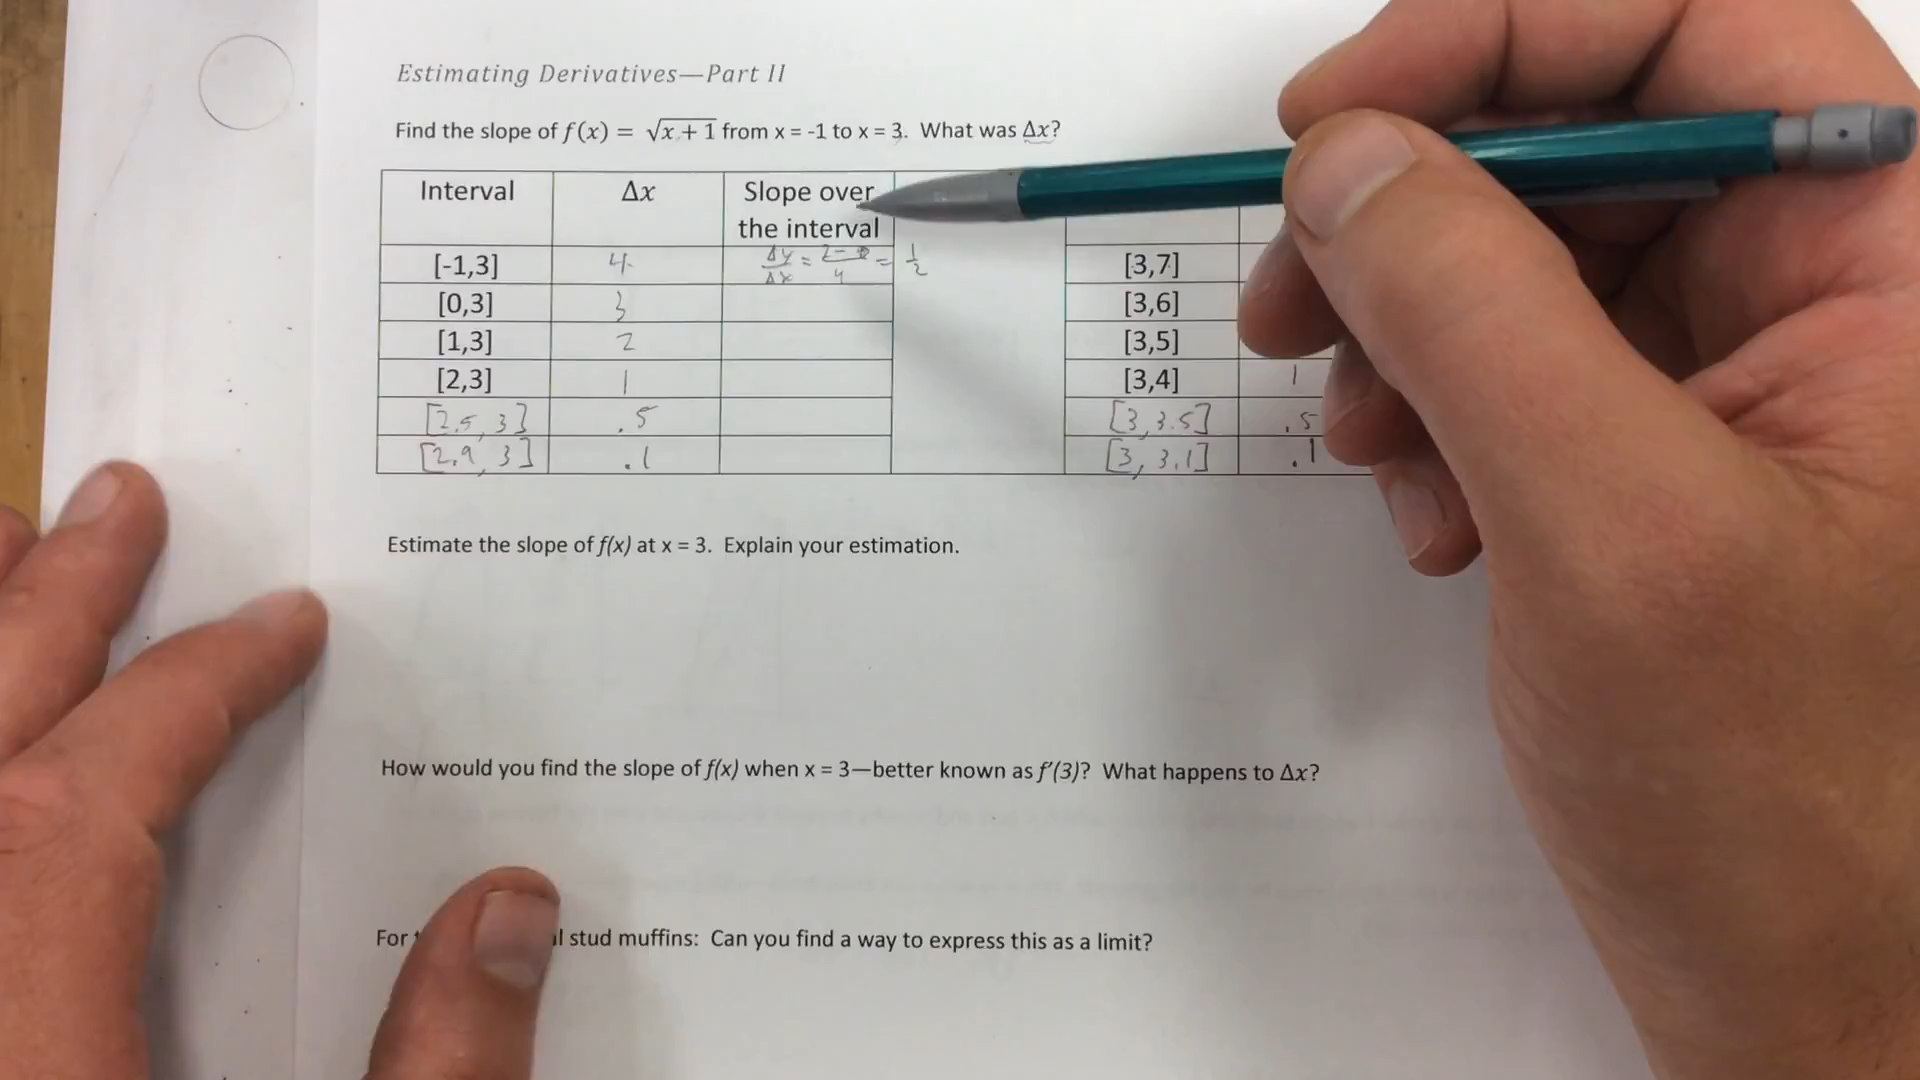 Estimating Derivatives—Part II
Find the slope of f(x) = √x + 1 from x = -1 to x = 3. What was Δx?
Interval Δx Slope over the interval
[-1,3] 4 Δy/Δx = 2-0/4 = 1/2 [3,7]
[0,3] 3 [3,6]
[1,3] 2 [3,5]
[2,3] 1 [3,4] 1
[2.5, 3] .5 [3, 3.5] .5
[2.9, 3] .1 [3, 3.1] .1
Estimate the slope of f(x) at x = 3. Explain your estimation.
How would you find the slope of f(x) when x = 3—better known as f'(3)? What happens to Δx?
For stud muffins: Can you find a way to express this as a limit?